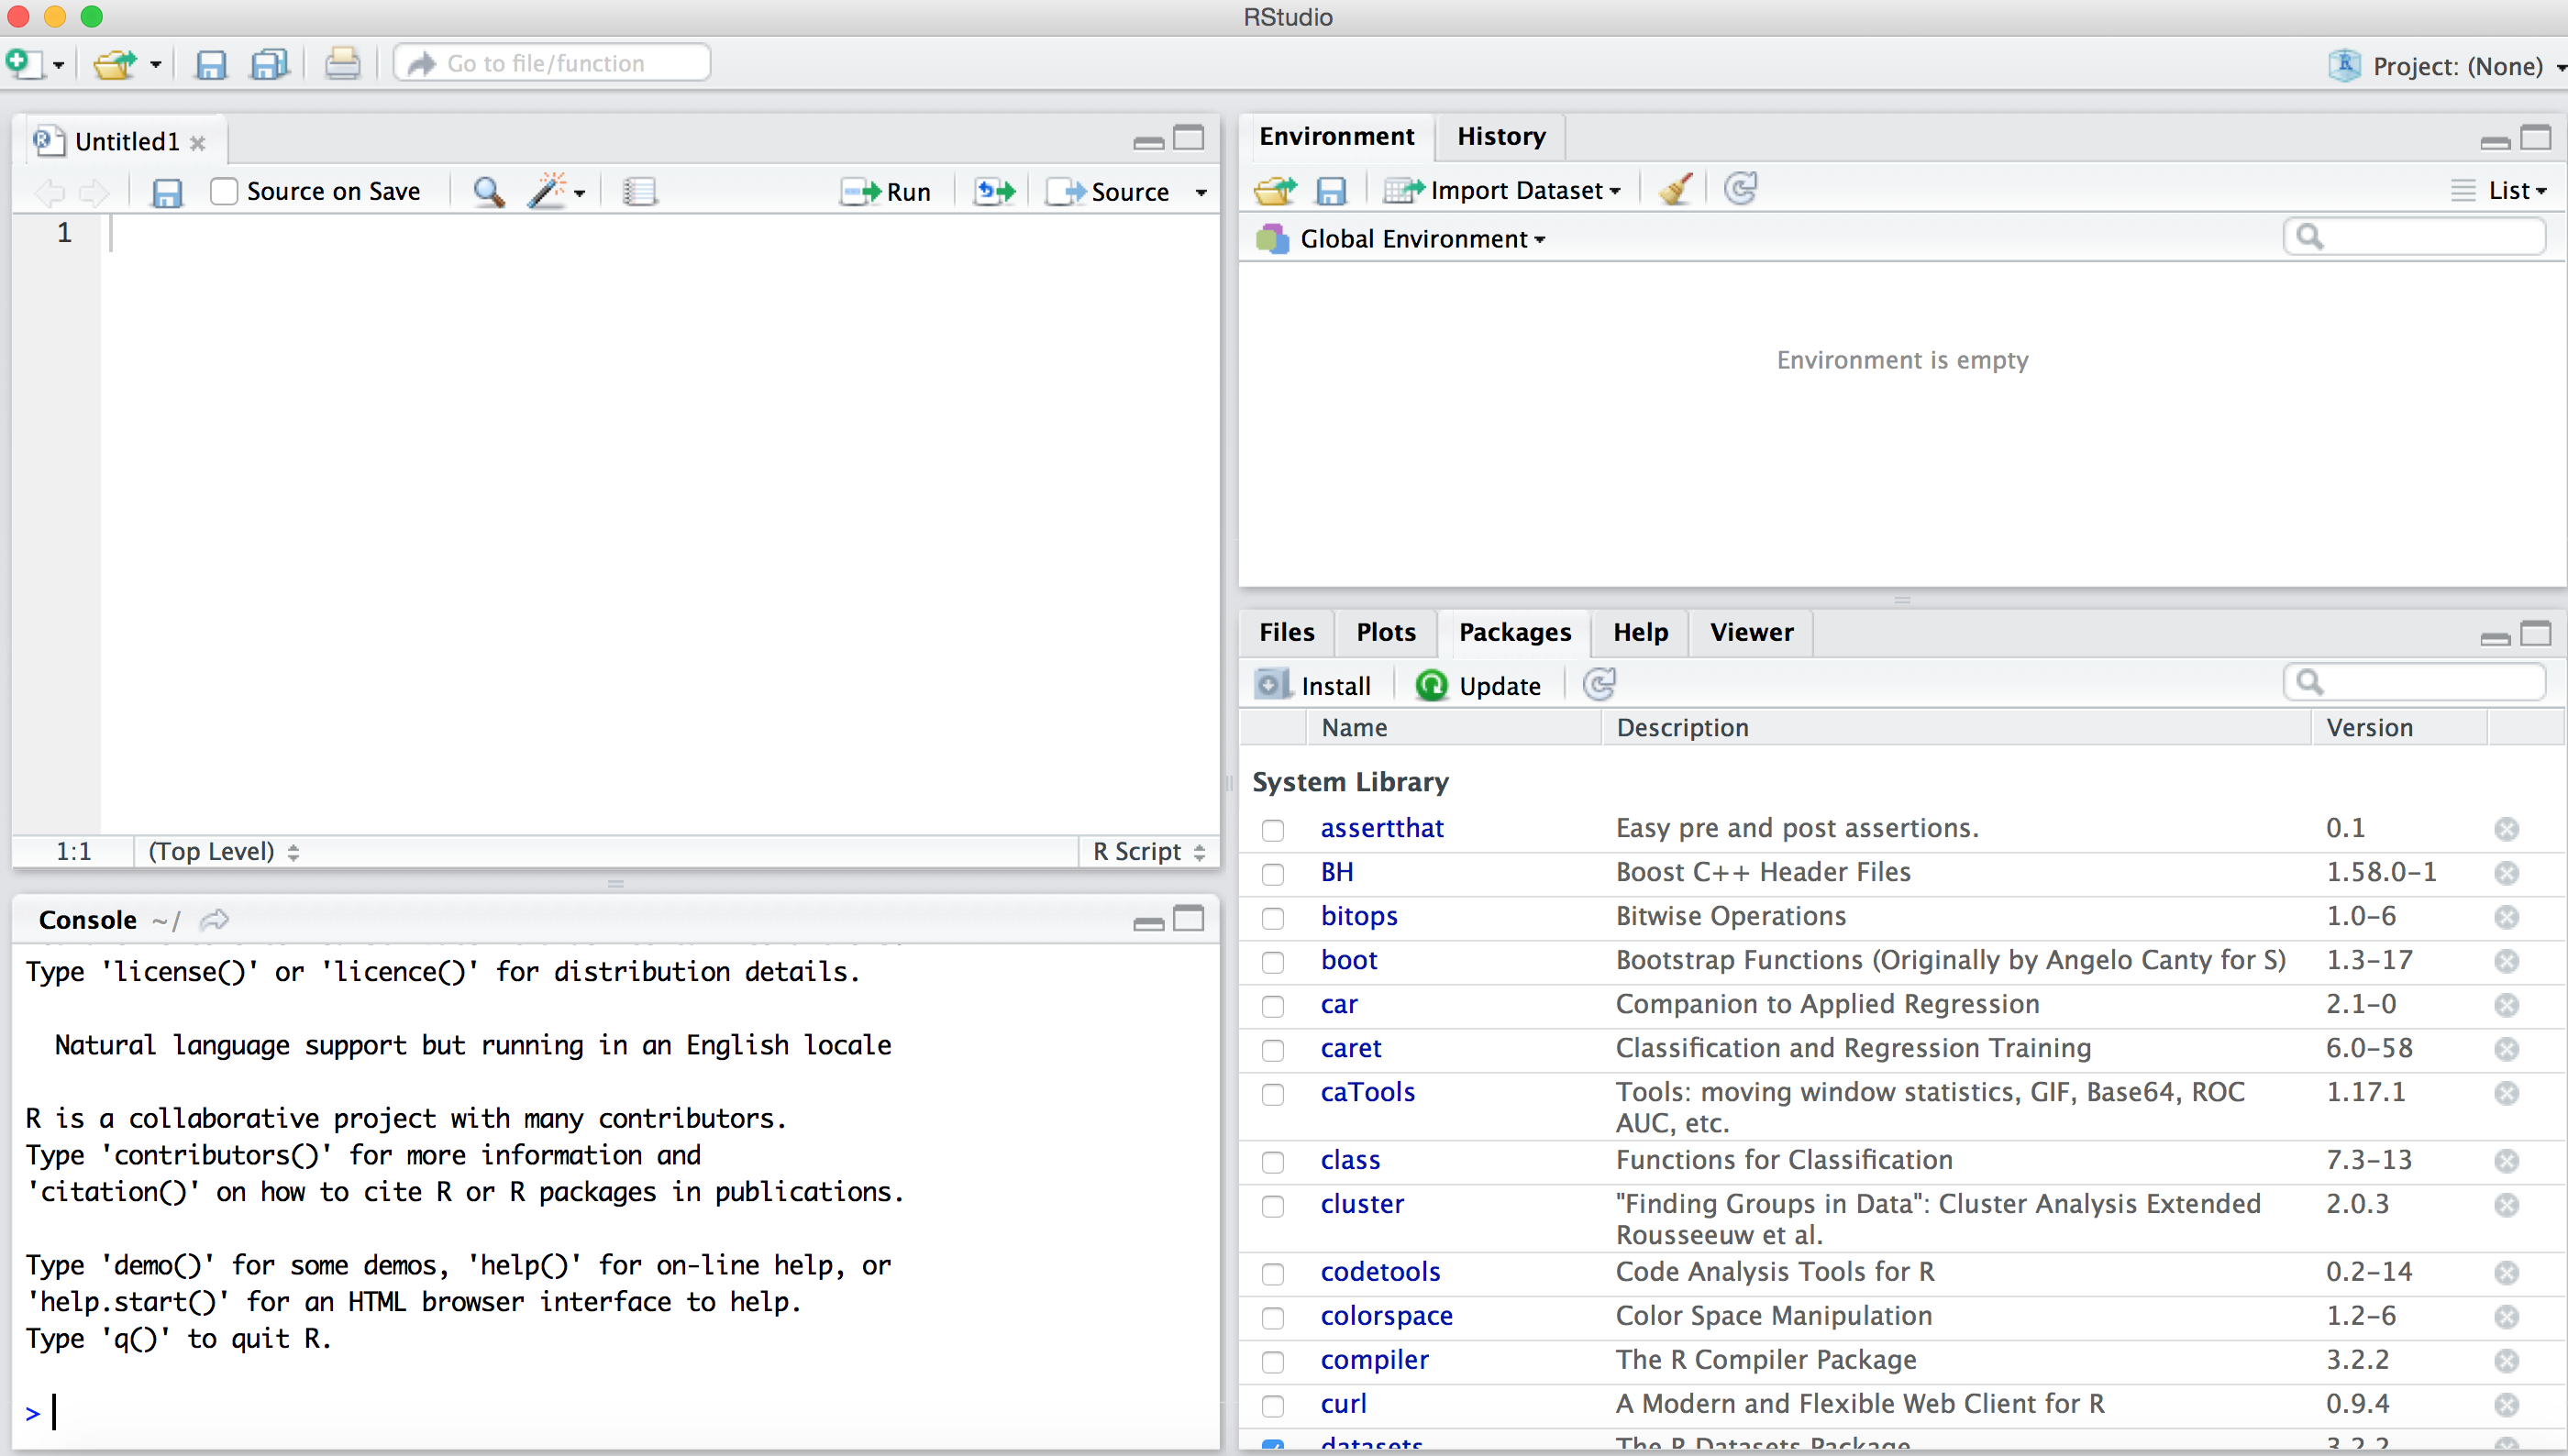 RStudio
Go to file/function
Project: (None)
Untitled1
Source on Save
Run
Source
1
1:1
(Top Level)
R Script
Console ~/
Type 'license()' or 'licence()' for distribution details.
Natural language support but running in an English locale
R is a collaborative project with many contributors.
Type 'contributors()' for more information and
'citation()' on how to cite R or R packages in publications.
Type 'demo()' for some demos, 'help()' for on-line help, or
'help.start()' for an HTML browser interface to help.
Type 'q()' to quit R.
>
Environment History
Import Dataset
List
Global Environment
Environment is empty
Files Plots Packages Help Viewer
Install Update
Name Description Version
System Library
assertthat Easy pre and post assertions. 0.1
BH Boost C++ Header Files 1.58.0-1
bitops Bitwise Operations 1.0-6
boot Bootstrap Functions (Originally by Angelo Canty for S) 1.3-17
car Companion to Applied Regression 2.1-0
caret Classification and Regression Training 6.0-58
caTools Tools: moving window statistics, GIF, Base64, ROC 1.17.1
AUC, etc.
class Functions for Classification 7.3-13
cluster "Finding Groups in Data": Cluster Analysis Extended 2.0.3
Rousseeuw et al.
codetools Code Analysis Tools for R 0.2-14
colorspace Color Space Manipulation 1.2-6
compiler The R Compiler Package 3.2.2
curl A Modern and Flexible Web Client for R 0.9.4
datasets The R Datasets Package 3.2.2